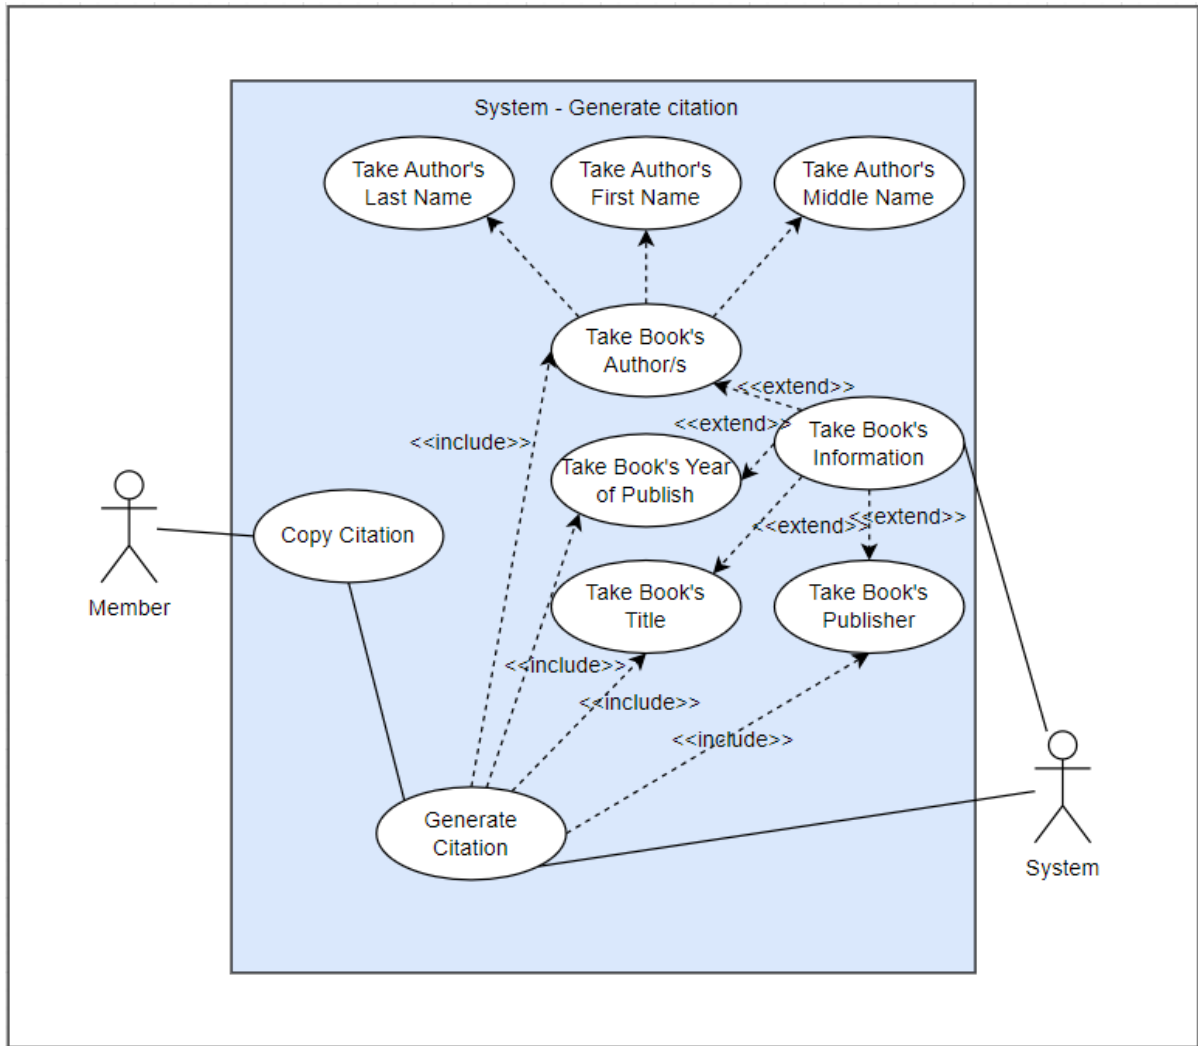 System - Generate citation
Take Author's
Last Name
Take Author's
First Name
Take Author's
Middle Name
Take Book's
Author/s
<<extend>>
<<extend>>
<<include>>
Take Book's
Information
Take Book's Year
of Publish
<<extend>>
<<extend>>
Copy Citation
Member
Take Book's
Title
Take Book's
Publisher
<<include>>
<<include>>
<<include>>
Generate
Citation
System